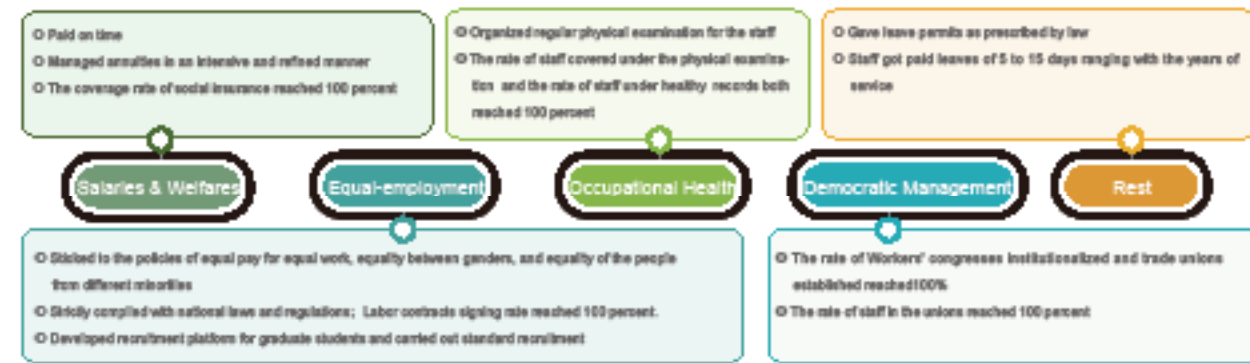 Paid on time
Managed annuities in an intensive and refined manner
The coverage rate of social insurance reached 100 percent
Organized regular physical examination for the staff
The rate of staff covered under the physical examina-
tion and the rate of staff under healthy records both
reached 100 percent
Gave leave permits as prescribed by law
Staff got paid leaves of 5 to 15 days ranging with the years of
service
Salaries & Welfares
Equal-employment
Occupational Health
Democratic Management
Rest
Sticked to the policies of equal pay for equal work, equality between genders, and equality of the people
from different minorities
Strictly complied with national laws and regulations; Labor contracts signing rate reached 100 percent.
Developed recruitment platform for graduate students and carried out standard recruitment
The rate of Workers' congresses institutionalized and trade unions
established reached100%
The rate of staff in the unions reached 100 percent